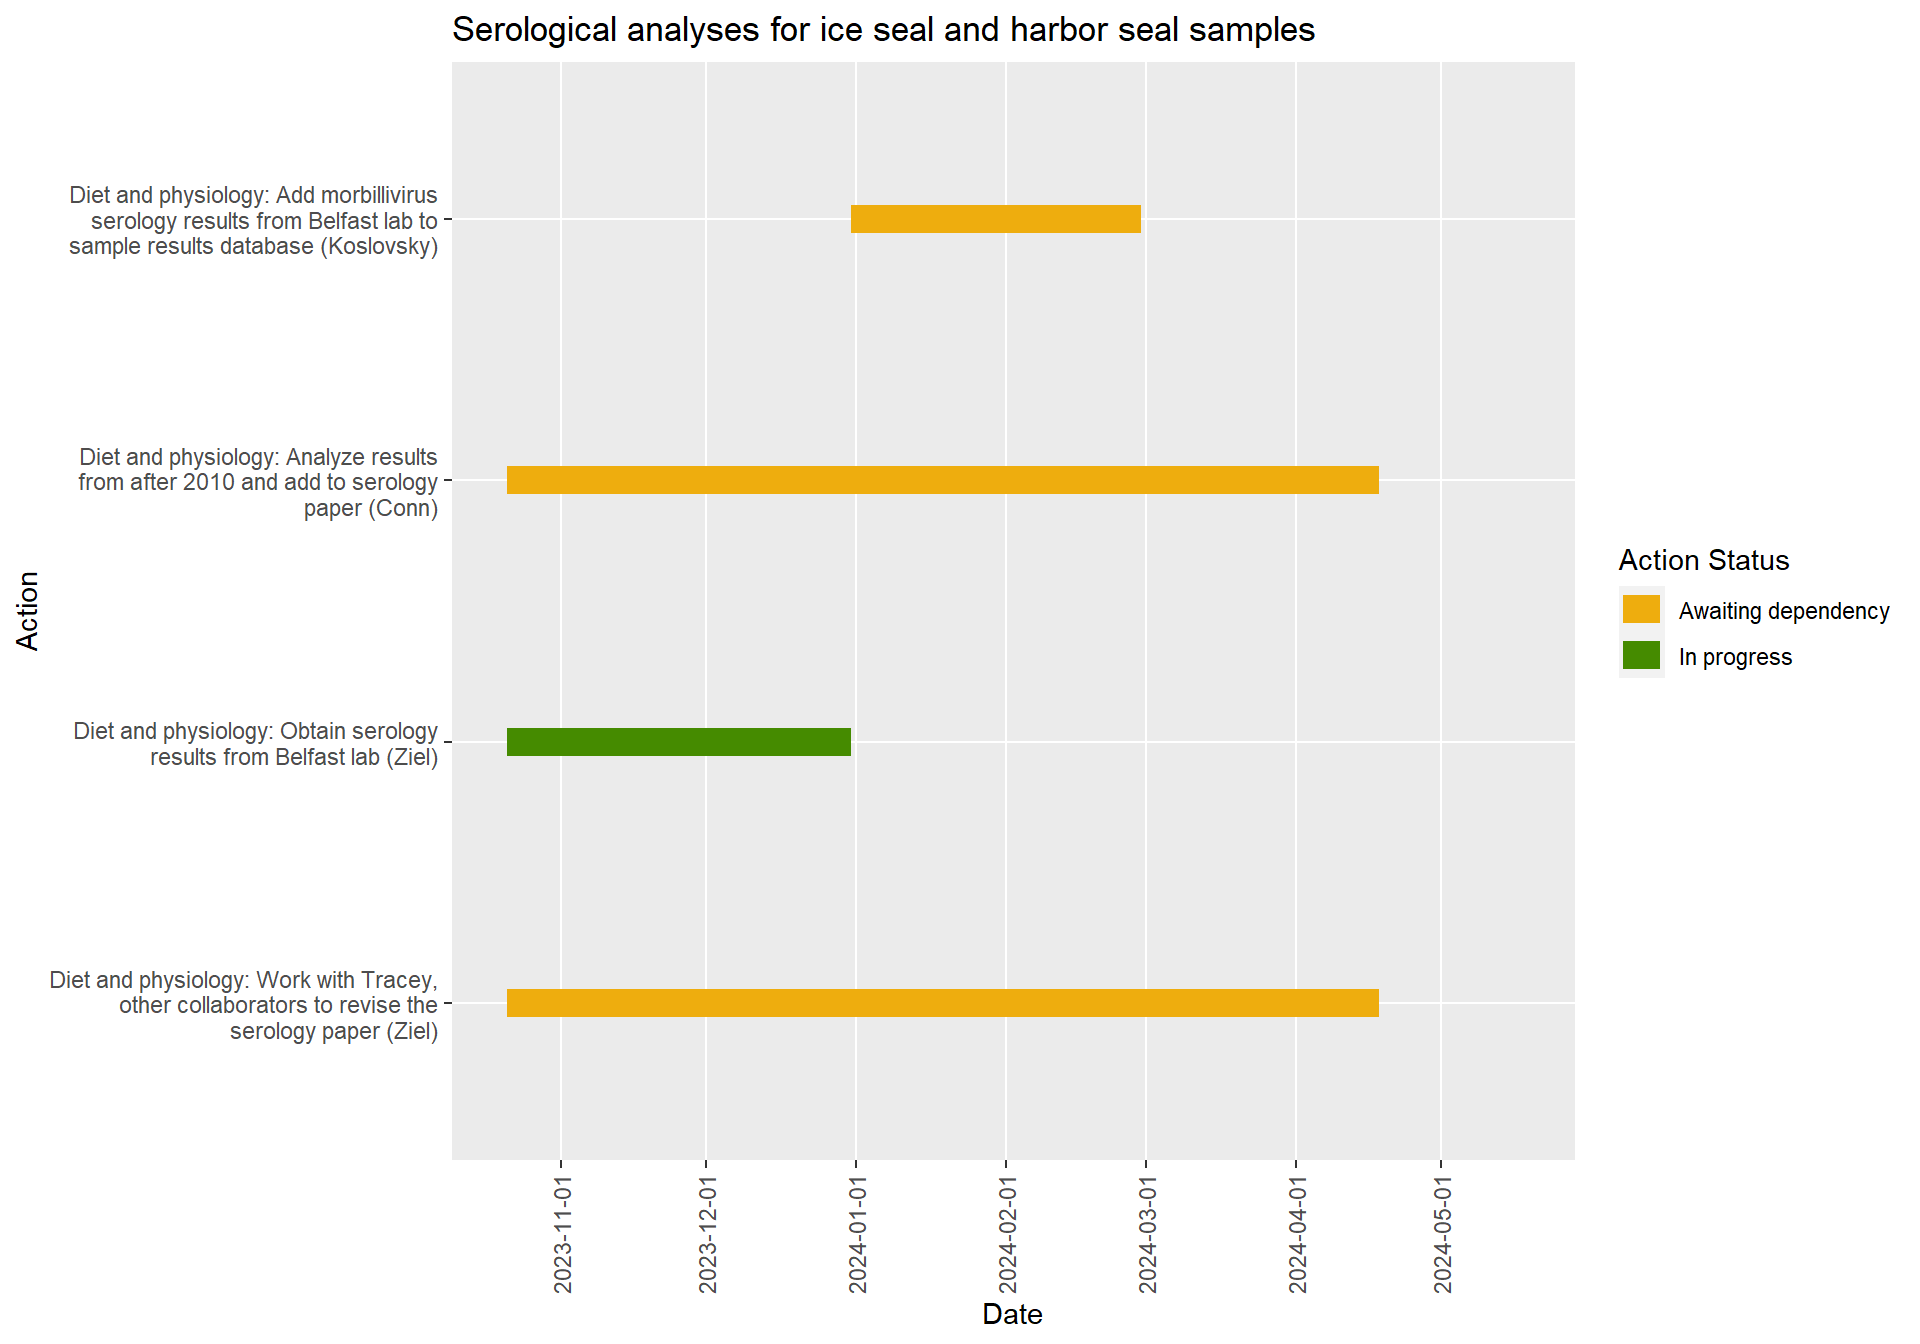 Serological analyses for ice seal and harbor seal samples
Action
Diet and physiology: Add morbillivirus
serology results from Belfast lab to
sample results database (Koslovsky)
Diet and physiology: Analyze results
from after 2010 and add to serology
paper (Conn)
Diet and physiology: Obtain serology
results from Belfast lab (Ziel)
Diet and physiology: Work with Tracey,
other collaborators to revise the
serology paper (Ziel)
2023-11-01
2023-12-01
2024-01-01
2024-02-01
2024-03-01
2024-04-01
2024-05-01
Date
Action Status
Awaiting dependency
In progress